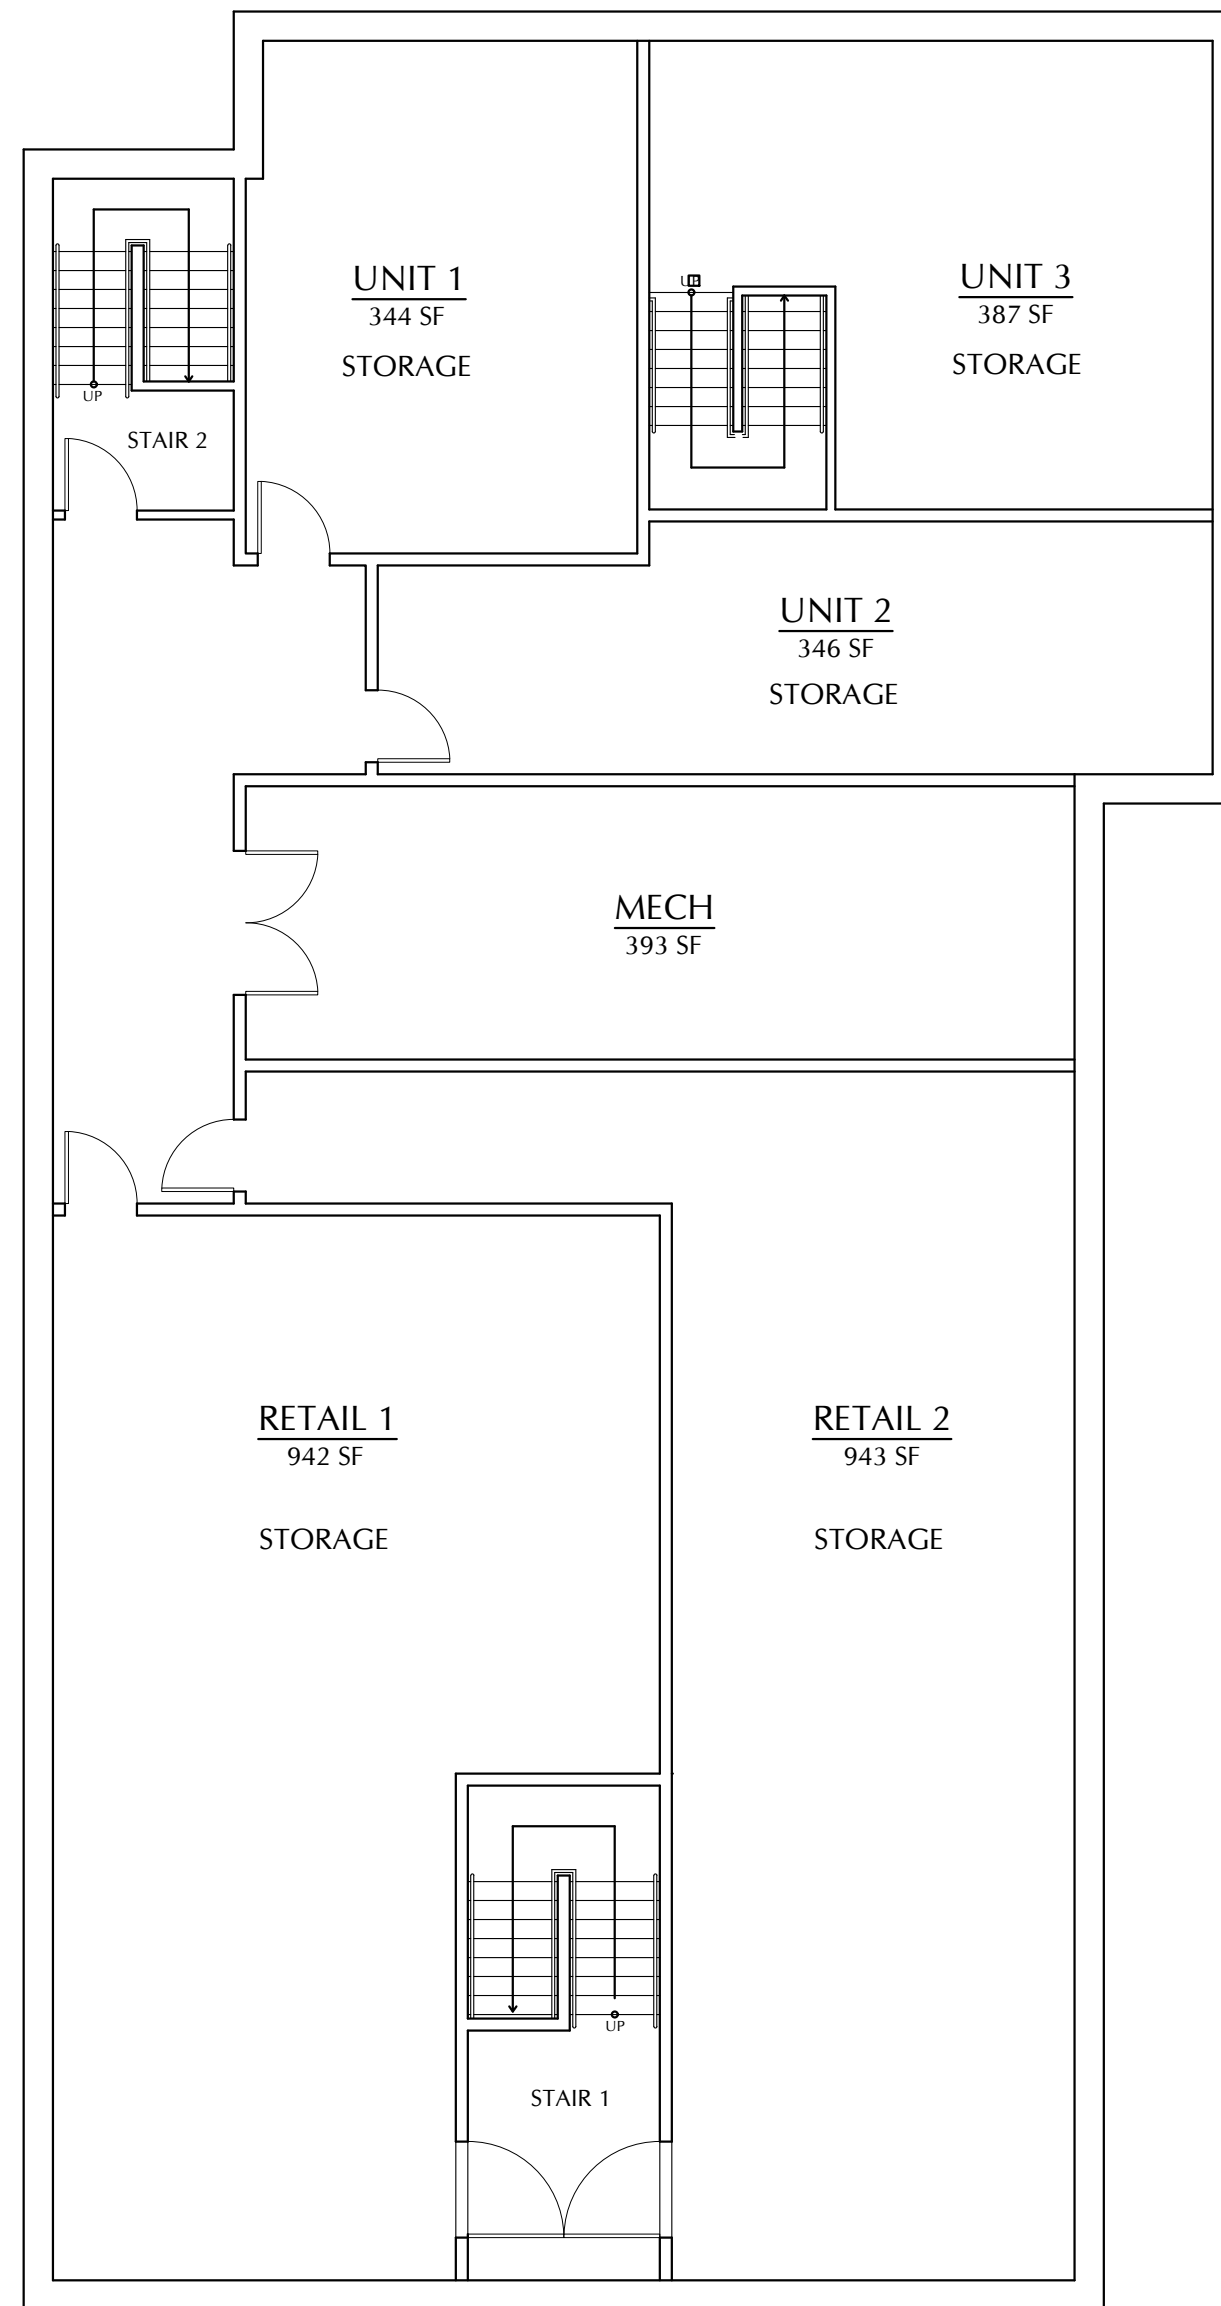 UNIT 1
344 SF
STORAGE
UNIT 3
387 SF
STORAGE
UP
UP
STAIR 2
UNIT 2
346 SF
STORAGE
MECH
393 SF
RETAIL 1
942 SF
STORAGE
RETAIL 2
943 SF
STORAGE
UP
STAIR 1